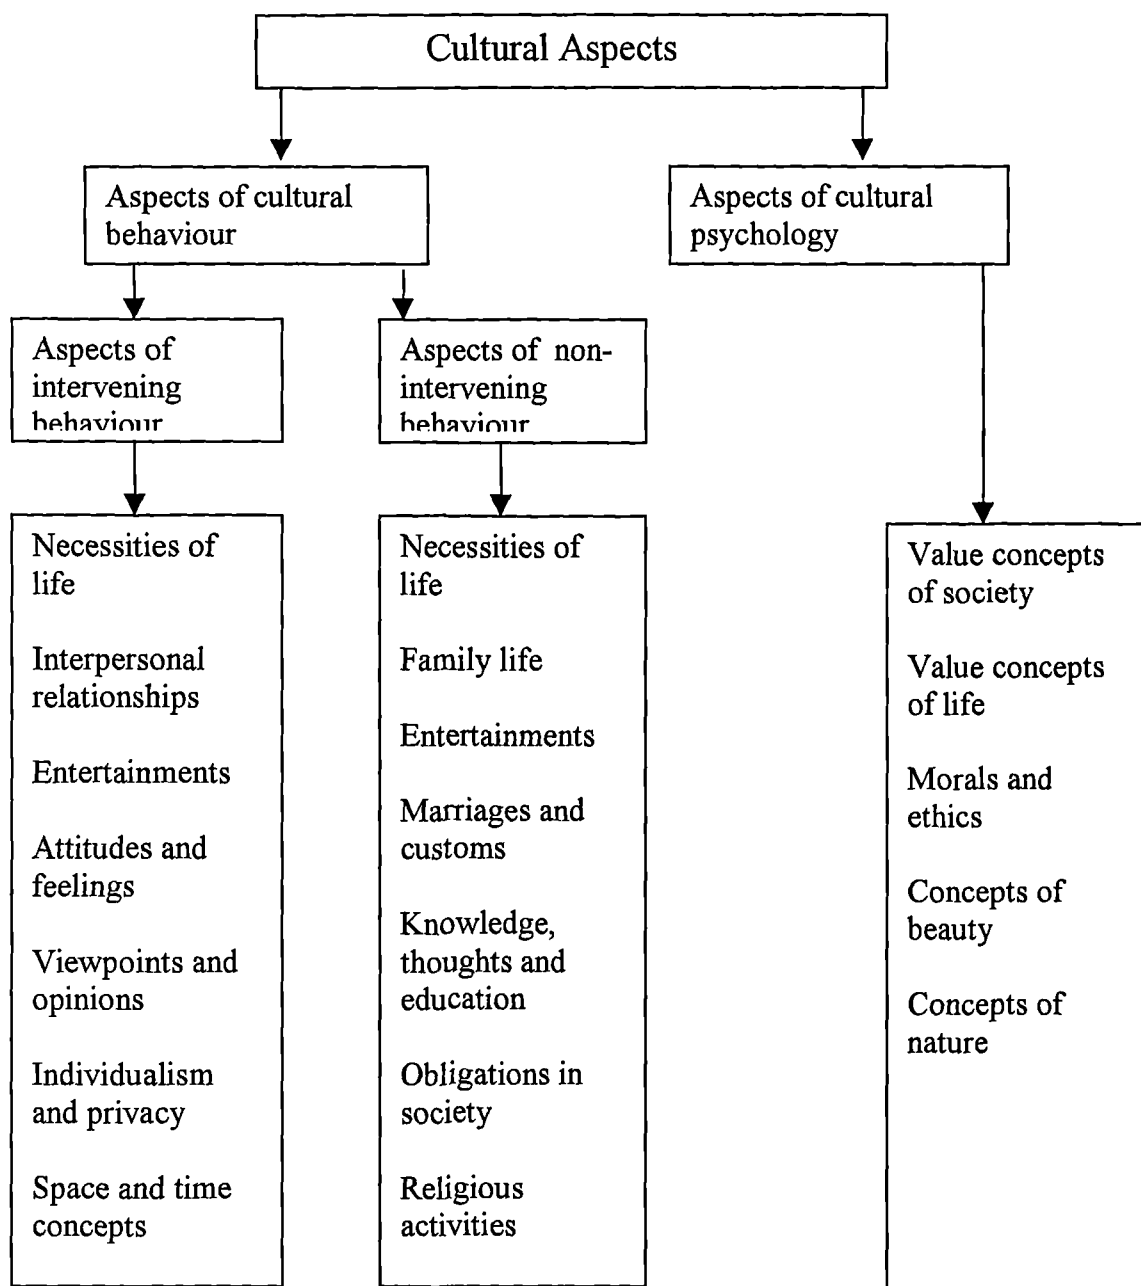 Cultural Aspects
Aspects of cultural
behaviour
Aspects of cultural
psychology
Aspects of
intervening
behaviour
Aspects of non-
intervening
behaviour
Necessities of
life
Interpersonal
relationships
Entertainments
Attitudes and
feelings
Viewpoints and
opinions
Individualism
and privacy
Space and time
concepts
Necessities of
life
Family life
Entertainments
Marriages and
customs
Knowledge,
thoughts and
education
Obligations in
society
Religious
activities
Value concepts
of society
Value concepts
of life
Morals and
ethics
Concepts of
beauty
Concepts of
nature